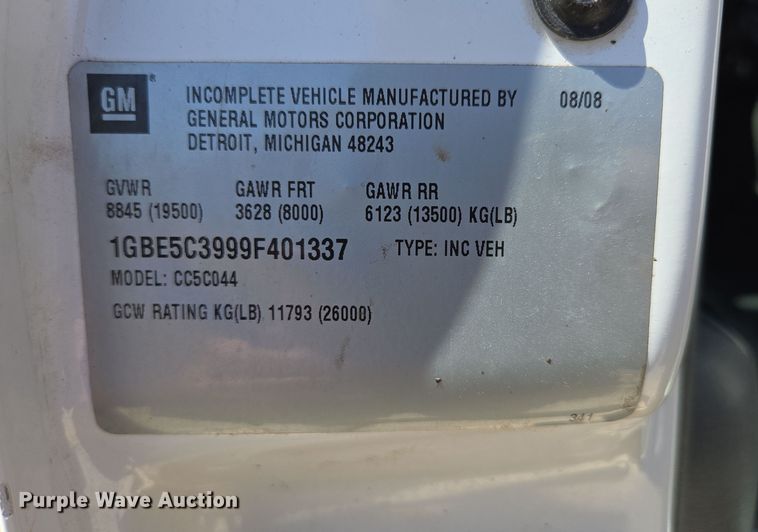 GM ®
INCOMPLETE VEHICLE MANUFACTURED BY 08/08
GENERAL MOTORS CORPORATION
DETROIT, MICHIGAN 48243
GVWR GAWR FRT GAWR RR
8845 (19500) 3628 (8000) 6123 (13500) KG(LB)
1GBE5C3999F401337 TYPE: INC VEH
MODEL: CC5C044
GCW RATING KG(LB) 11793 (26000)
341
Purple Wave Auction